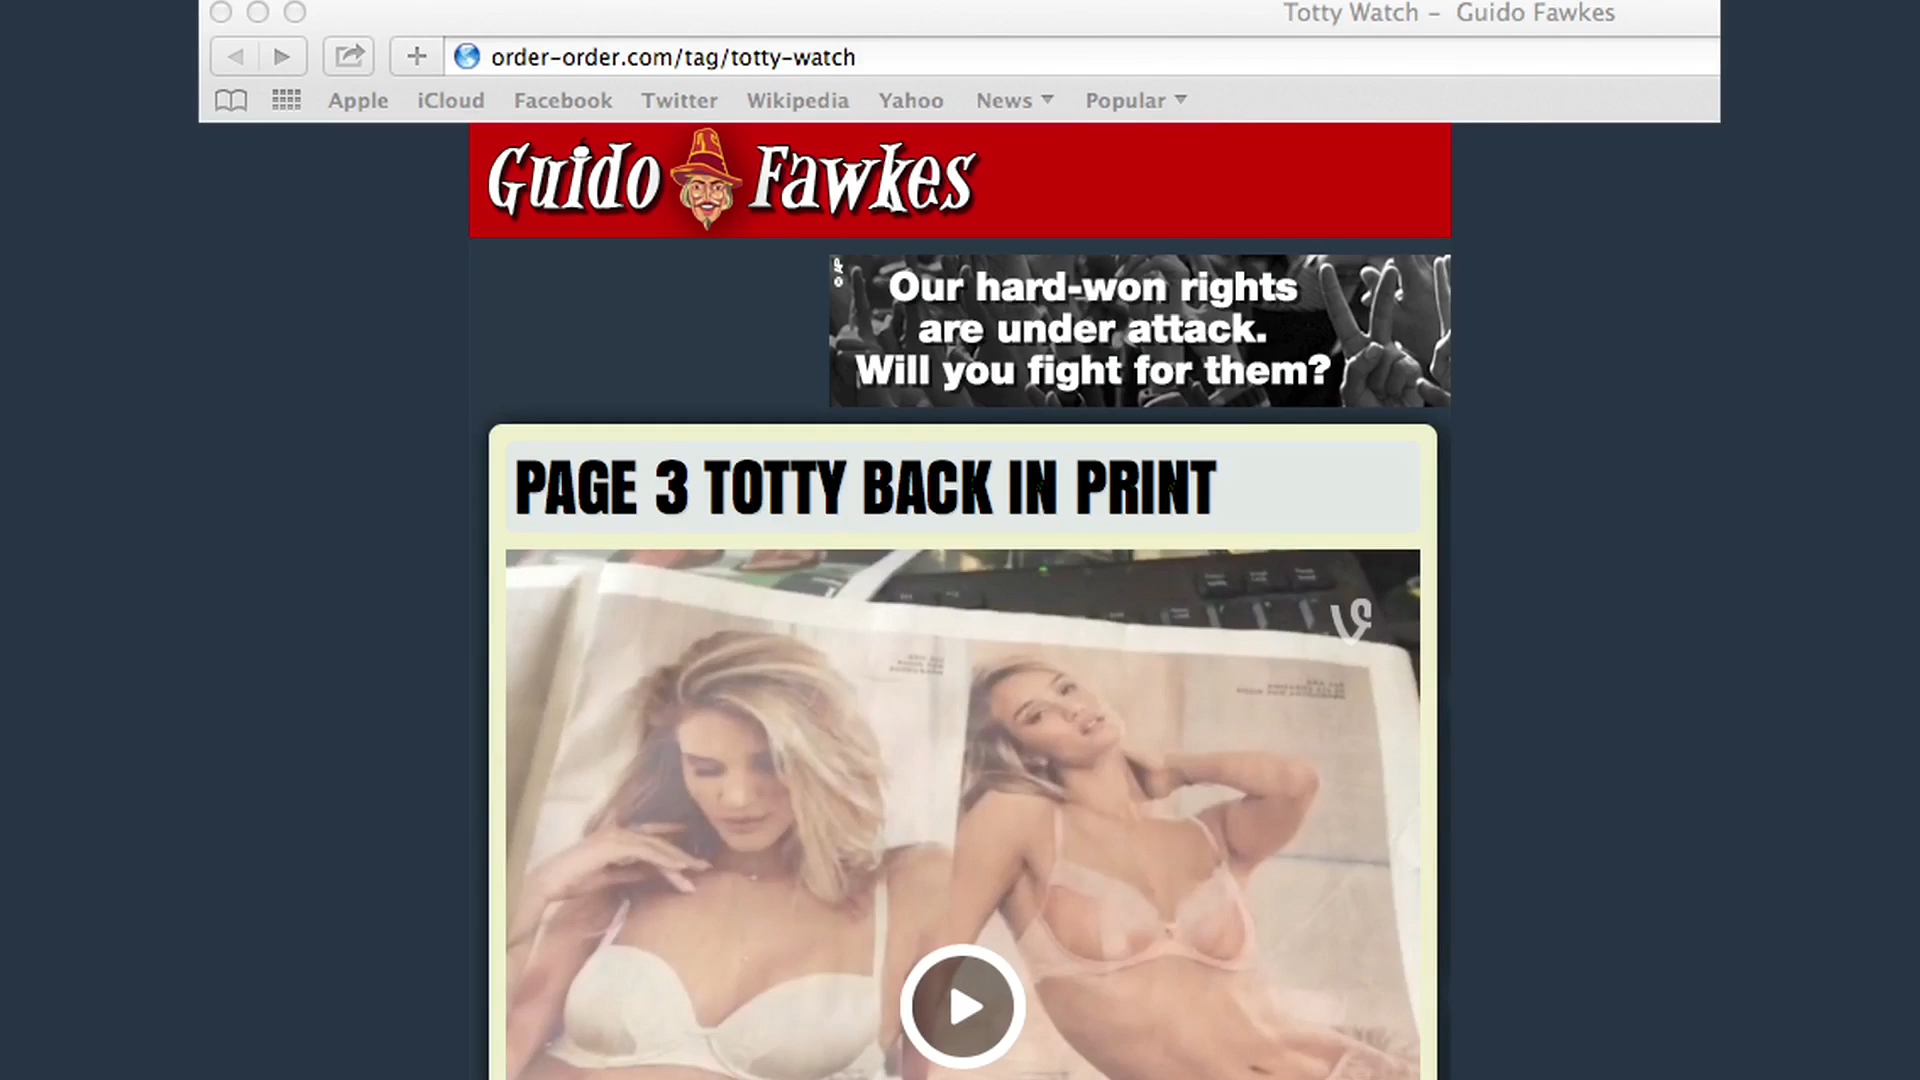 Totty Watch – Guido Fawkes
order-order.com/tag/totty-watch
Apple iCloud Facebook Twitter Wikipedia Yahoo News Popular
Guido Fawkes
© AP
Our hard-won rights
are under attack.
Will you fight for them?
PAGE 3 TOTTY BACK IN PRINT